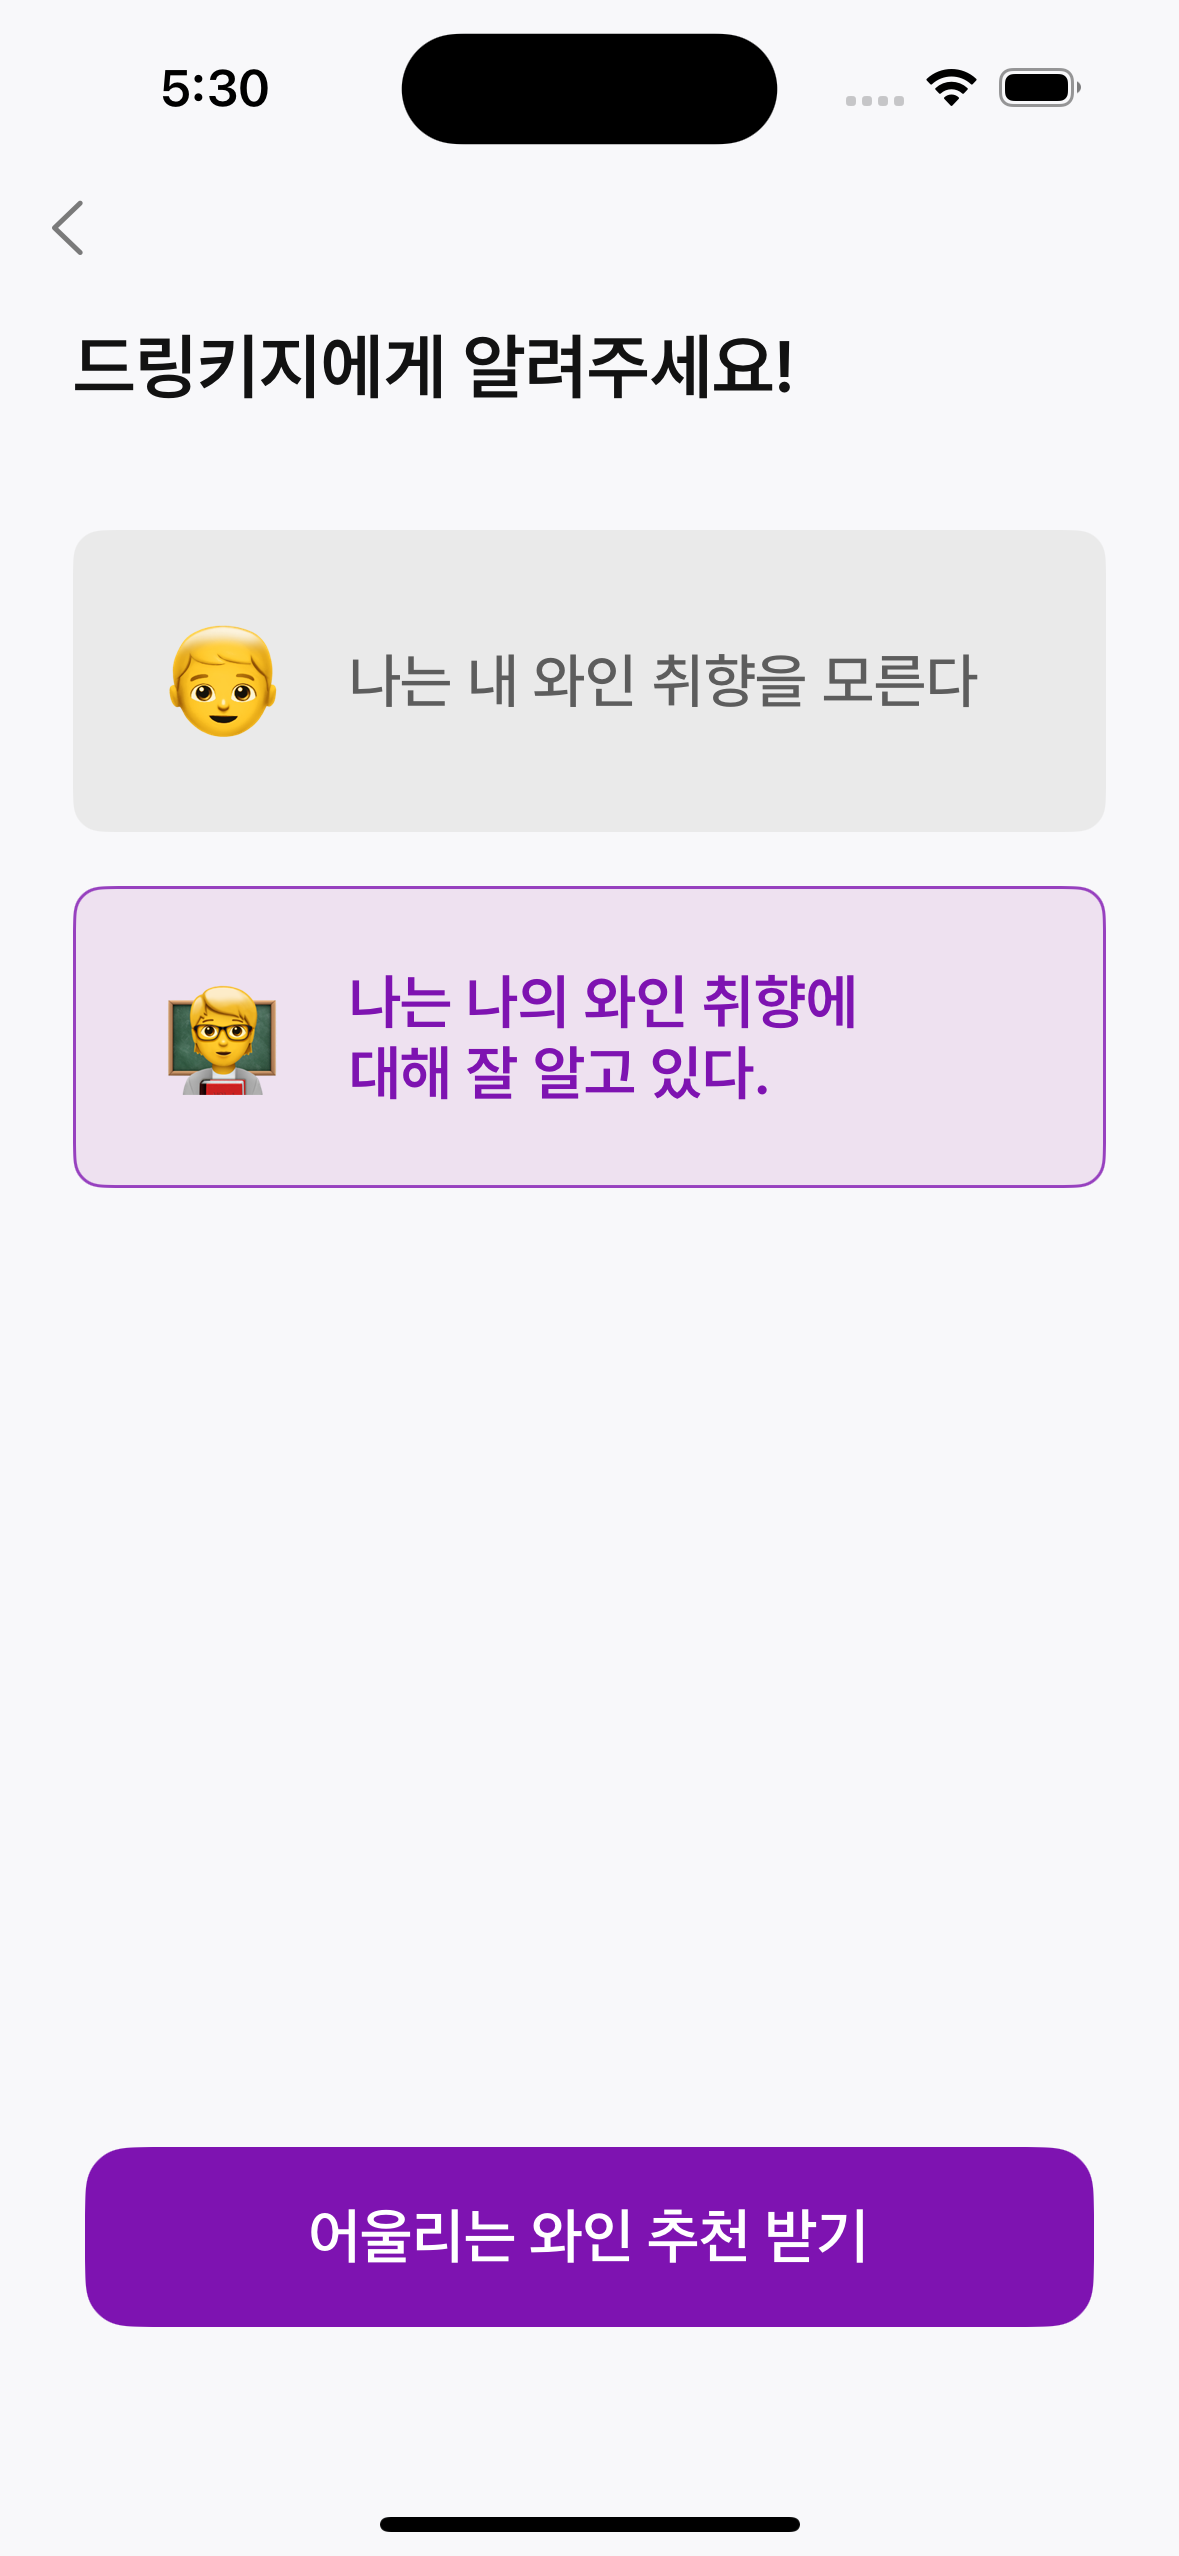 5:30
드링키지에게 알려주세요!
나는 내 와인 취향을 모른다
나는 나의 와인 취향에
대해 잘 알고 있다.
어울리는 와인 추천 받기